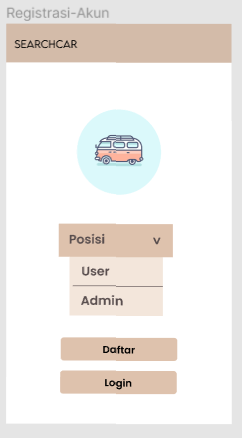 Registrasi-Akun
SEARCHCAR
Posisi
User
Admin
Daftar
Login